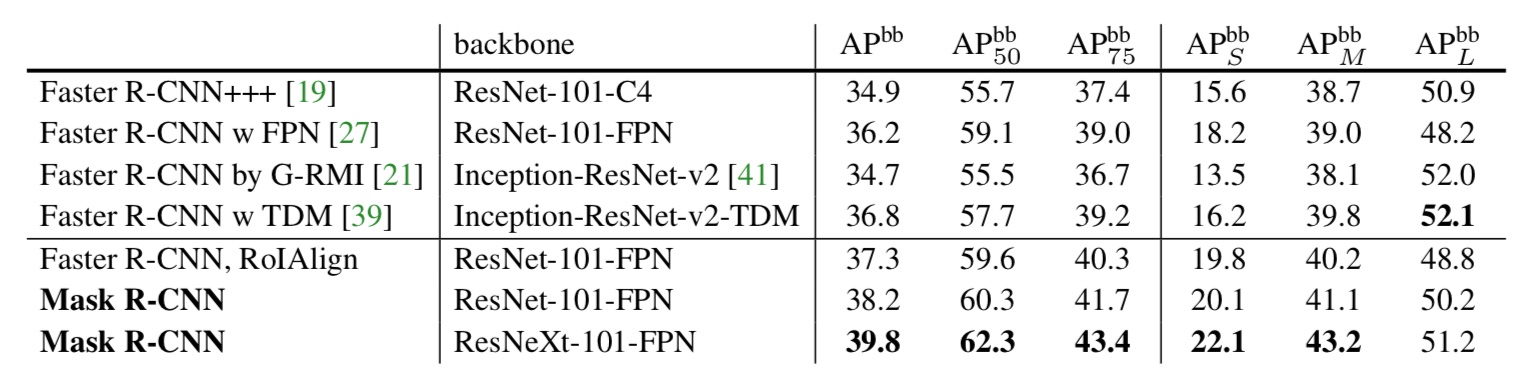 backbone AP^bb AP^bb_50 AP^bb_75 AP^bb_S AP^bb_M AP^bb_L
Faster R-CNN+++ [19] ResNet-101-C4 34.9 55.7 37.4 15.6 38.7 50.9
Faster R-CNN w FPN [27] ResNet-101-FPN 36.2 59.1 39.0 18.2 39.0 48.2
Faster R-CNN by G-RMI [21] Inception-ResNet-v2 [41] 34.7 55.5 36.7 13.5 38.1 52.0
Faster R-CNN w TDM [39] Inception-ResNet-v2-TDM 36.8 57.7 39.2 16.2 39.8 52.1
Faster R-CNN, RoIAlign ResNet-101-FPN 37.3 59.6 40.3 19.8 40.2 48.8
Mask R-CNN ResNet-101-FPN 38.2 60.3 41.7 20.1 41.1 50.2
Mask R-CNN ResNeXt-101-FPN 39.8 62.3 43.4 22.1 43.2 51.2